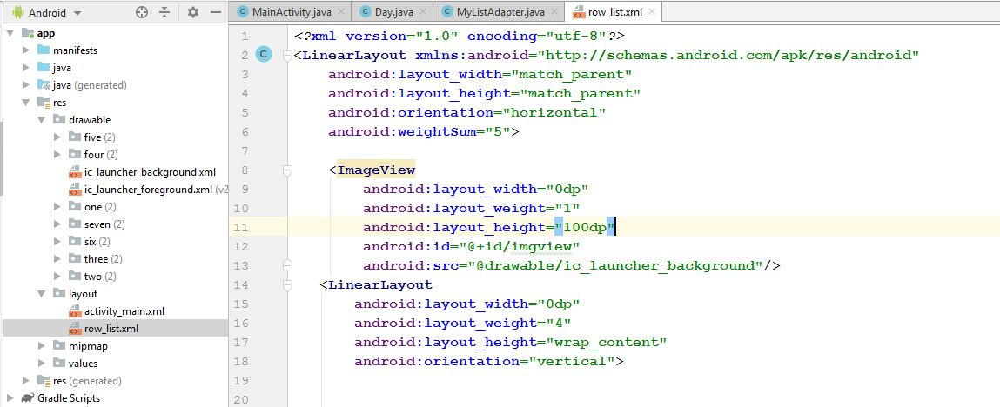 Android
MainActivity.java
Day.java
MyListAdapter.java
row_list.xml
app
manifests
java
java (generated)
res
drawable
five (2)
four (2)
ic_launcher_background.xml
ic_launcher_foreground.xml (v2
one (2)
seven (2)
six (2)
three (2)
two (2)
layout
activity_main.xml
row_list.xml
mipmap
values
res (generated)
Gradle Scripts
1 <?xml version="1.0" encoding="utf-8"?>
2 <LinearLayout xmlns:android="http://schemas.android.com/apk/res/android"
3 android:layout_width="match_parent"
4 android:layout_height="match_parent"
5 android:orientation="horizontal"
6 android:weightSum="5">
7
8 <ImageView
9 android:layout_width="0dp"
10 android:layout_weight="1"
11 android:layout_height="100dp"
12 android:id="@+id/imgview"
13 android:src="@drawable/ic_launcher_background"/>
14 <LinearLayout
15 android:layout_width="0dp"
16 android:layout_weight="4"
17 android:layout_height="wrap_content"
18 android:orientation="vertical">
19
20